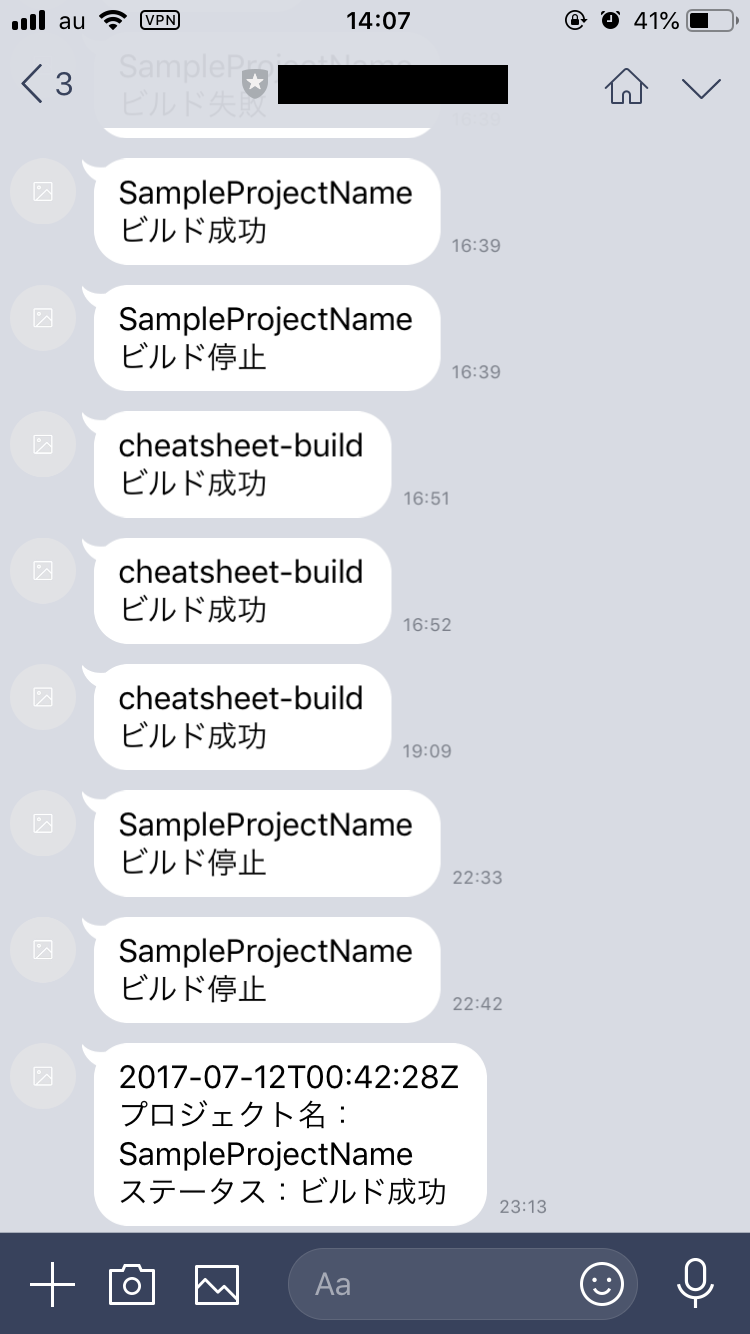 au VPN 14:07 41%
3
SampleProjectName
ビルド失敗
16:39
SampleProjectName
ビルド成功
16:39
SampleProjectName
ビルド停止
16:39
cheatsheet-build
ビルド成功
16:51
cheatsheet-build
ビルド成功
16:52
cheatsheet-build
ビルド成功
19:09
SampleProjectName
ビルド停止
22:33
SampleProjectName
ビルド停止
22:42
2017-07-12T00:42:28Z
プロジェクト名：
SampleProjectName
ステータス：ビルド成功
23:13
Aa